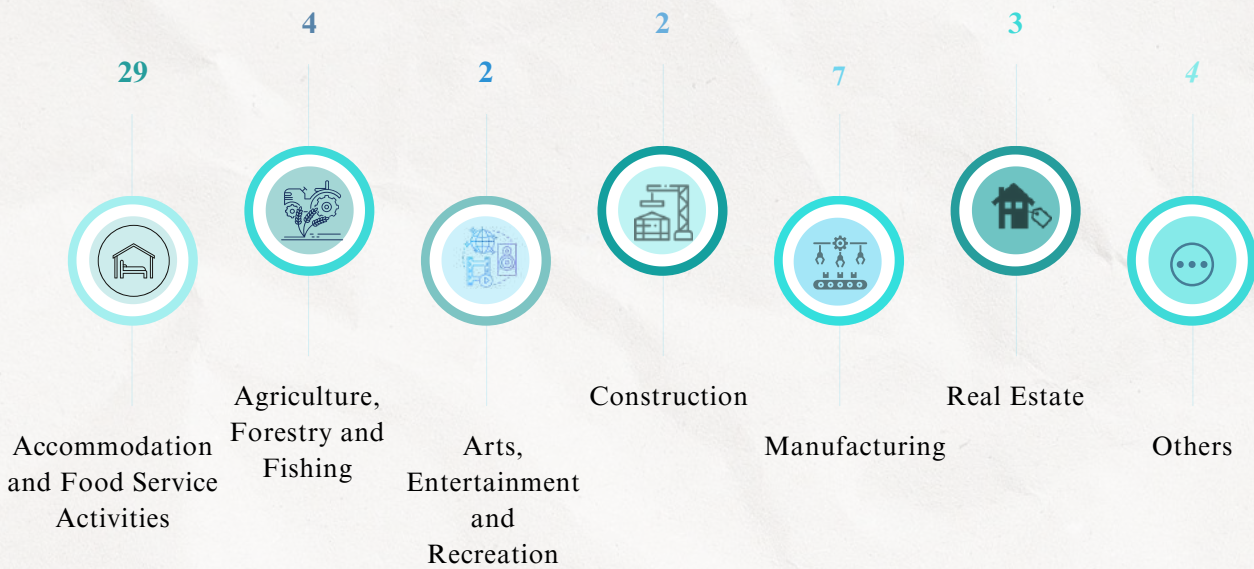 29
Accommodation
and Food Service
Activities
4
Agriculture,
Forestry and
Fishing
2
Arts,
Entertainment
and
Recreation
2
Construction
7
Manufacturing
3
Real Estate
4
Others